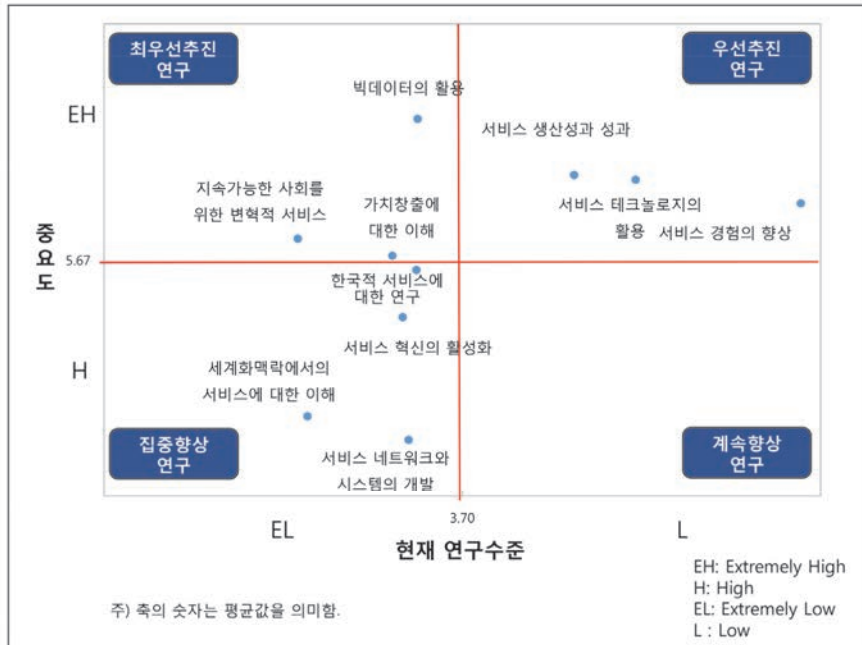 최우선추진
연구
우선추진
연구
빅데이터의 활용
EH
서비스 생산성과 성과
지속가능한 사회를
위한 변혁적 서비스
가치창출에
대한 이해
서비스 테크놀로지의
활용
서비스 경험의 향상
중요도
5.67
한국적 서비스에
대한 연구
서비스 혁신의 활성화
H
세계화맥락에서의
서비스에 대한 이해
집중향상
연구
서비스 네트워크와
시스템의 개발
계속향상
연구
3.70
EL
현재 연구수준
L
EH: Extremely High
H: High
EL: Extremely Low
L : Low
주) 축의 숫자는 평균값을 의미함.